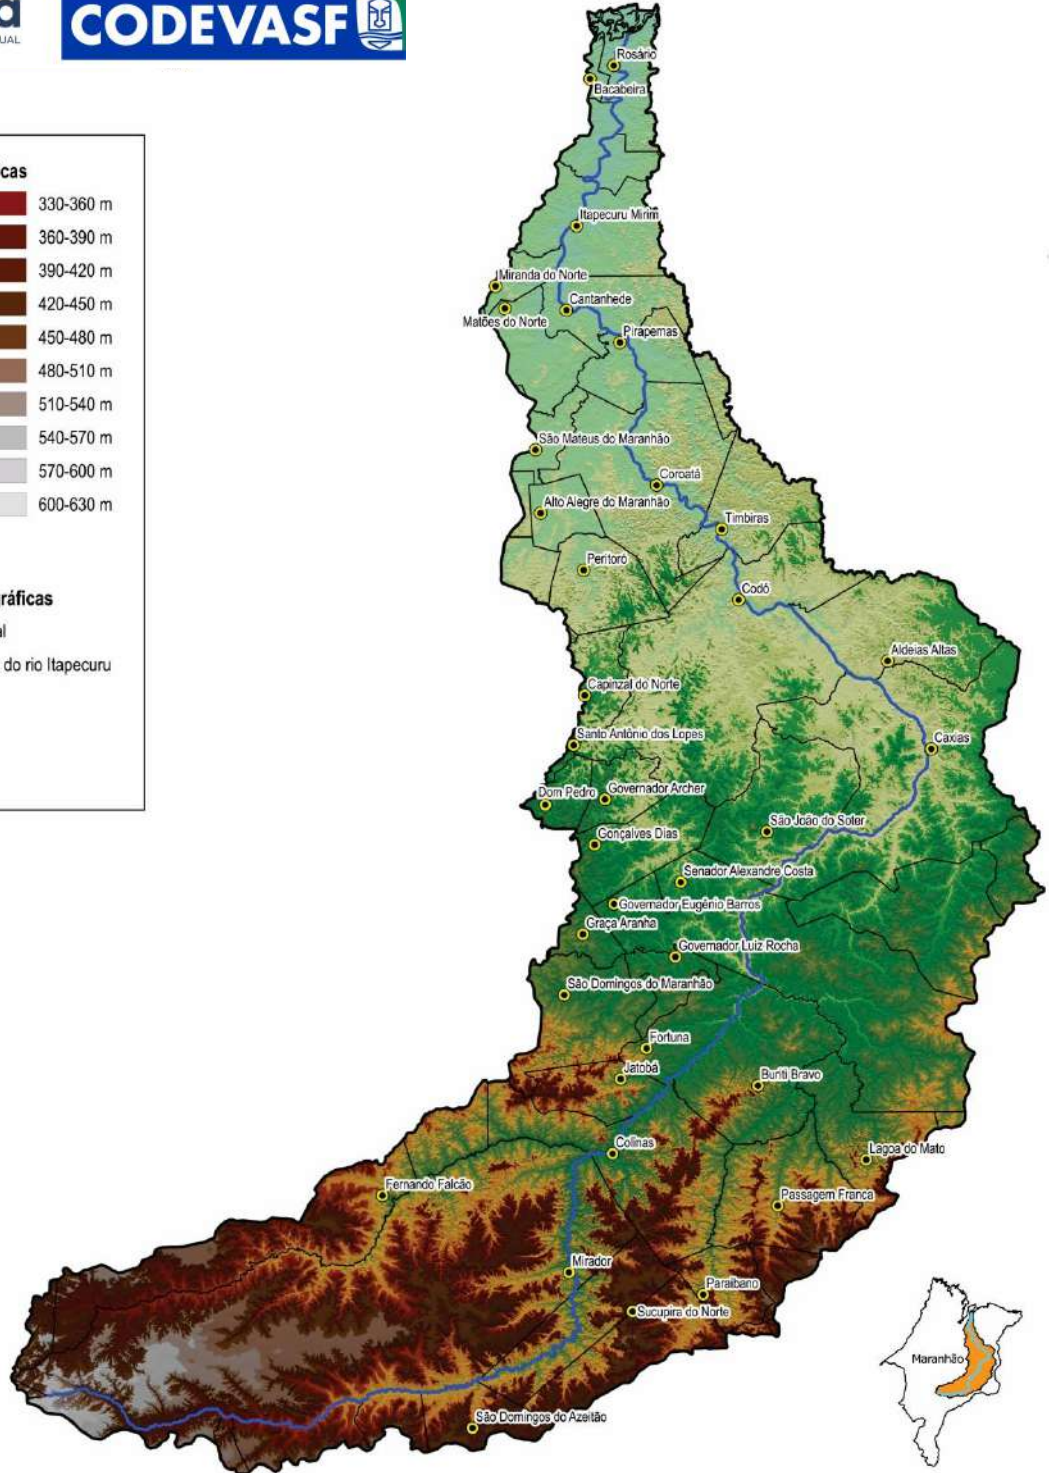 a
UAL
CODEVASF
cas
330-360 m
360-390 m
390-420 m
420-450 m
450-480 m
480-510 m
510-540 m
540-570 m
570-600 m
600-630 m
ráficas
al
do rio Itapecuru
Rosário
Bacabeira
Itapecuru Mirim
Miranda do Norte
Cantanhede
Matões do Norte
Pirapemas
São Mateus do Maranhão
Coroatá
Alto Alegre do Maranhão
Timbiras
Peritoró
Codó
Aldeias Altas
Capinzal do Norte
Santo Antônio dos Lopes
Caxias
Dom Pedro
Governador Archer
São João do Soter
Gonçalves Dias
Senador Alexandre Costa
Governador Eugênio Barros
Graça Aranha
Governador Luiz Rocha
São Domingos do Maranhão
Fortuna
Jatobá
Buriti Bravo
Colinas
Lagoa do Mato
Fernando Falcão
Passagem Franca
Mirador
Paraibano
Sucupira do Norte
Maranhão
São Domingos do Azeitão